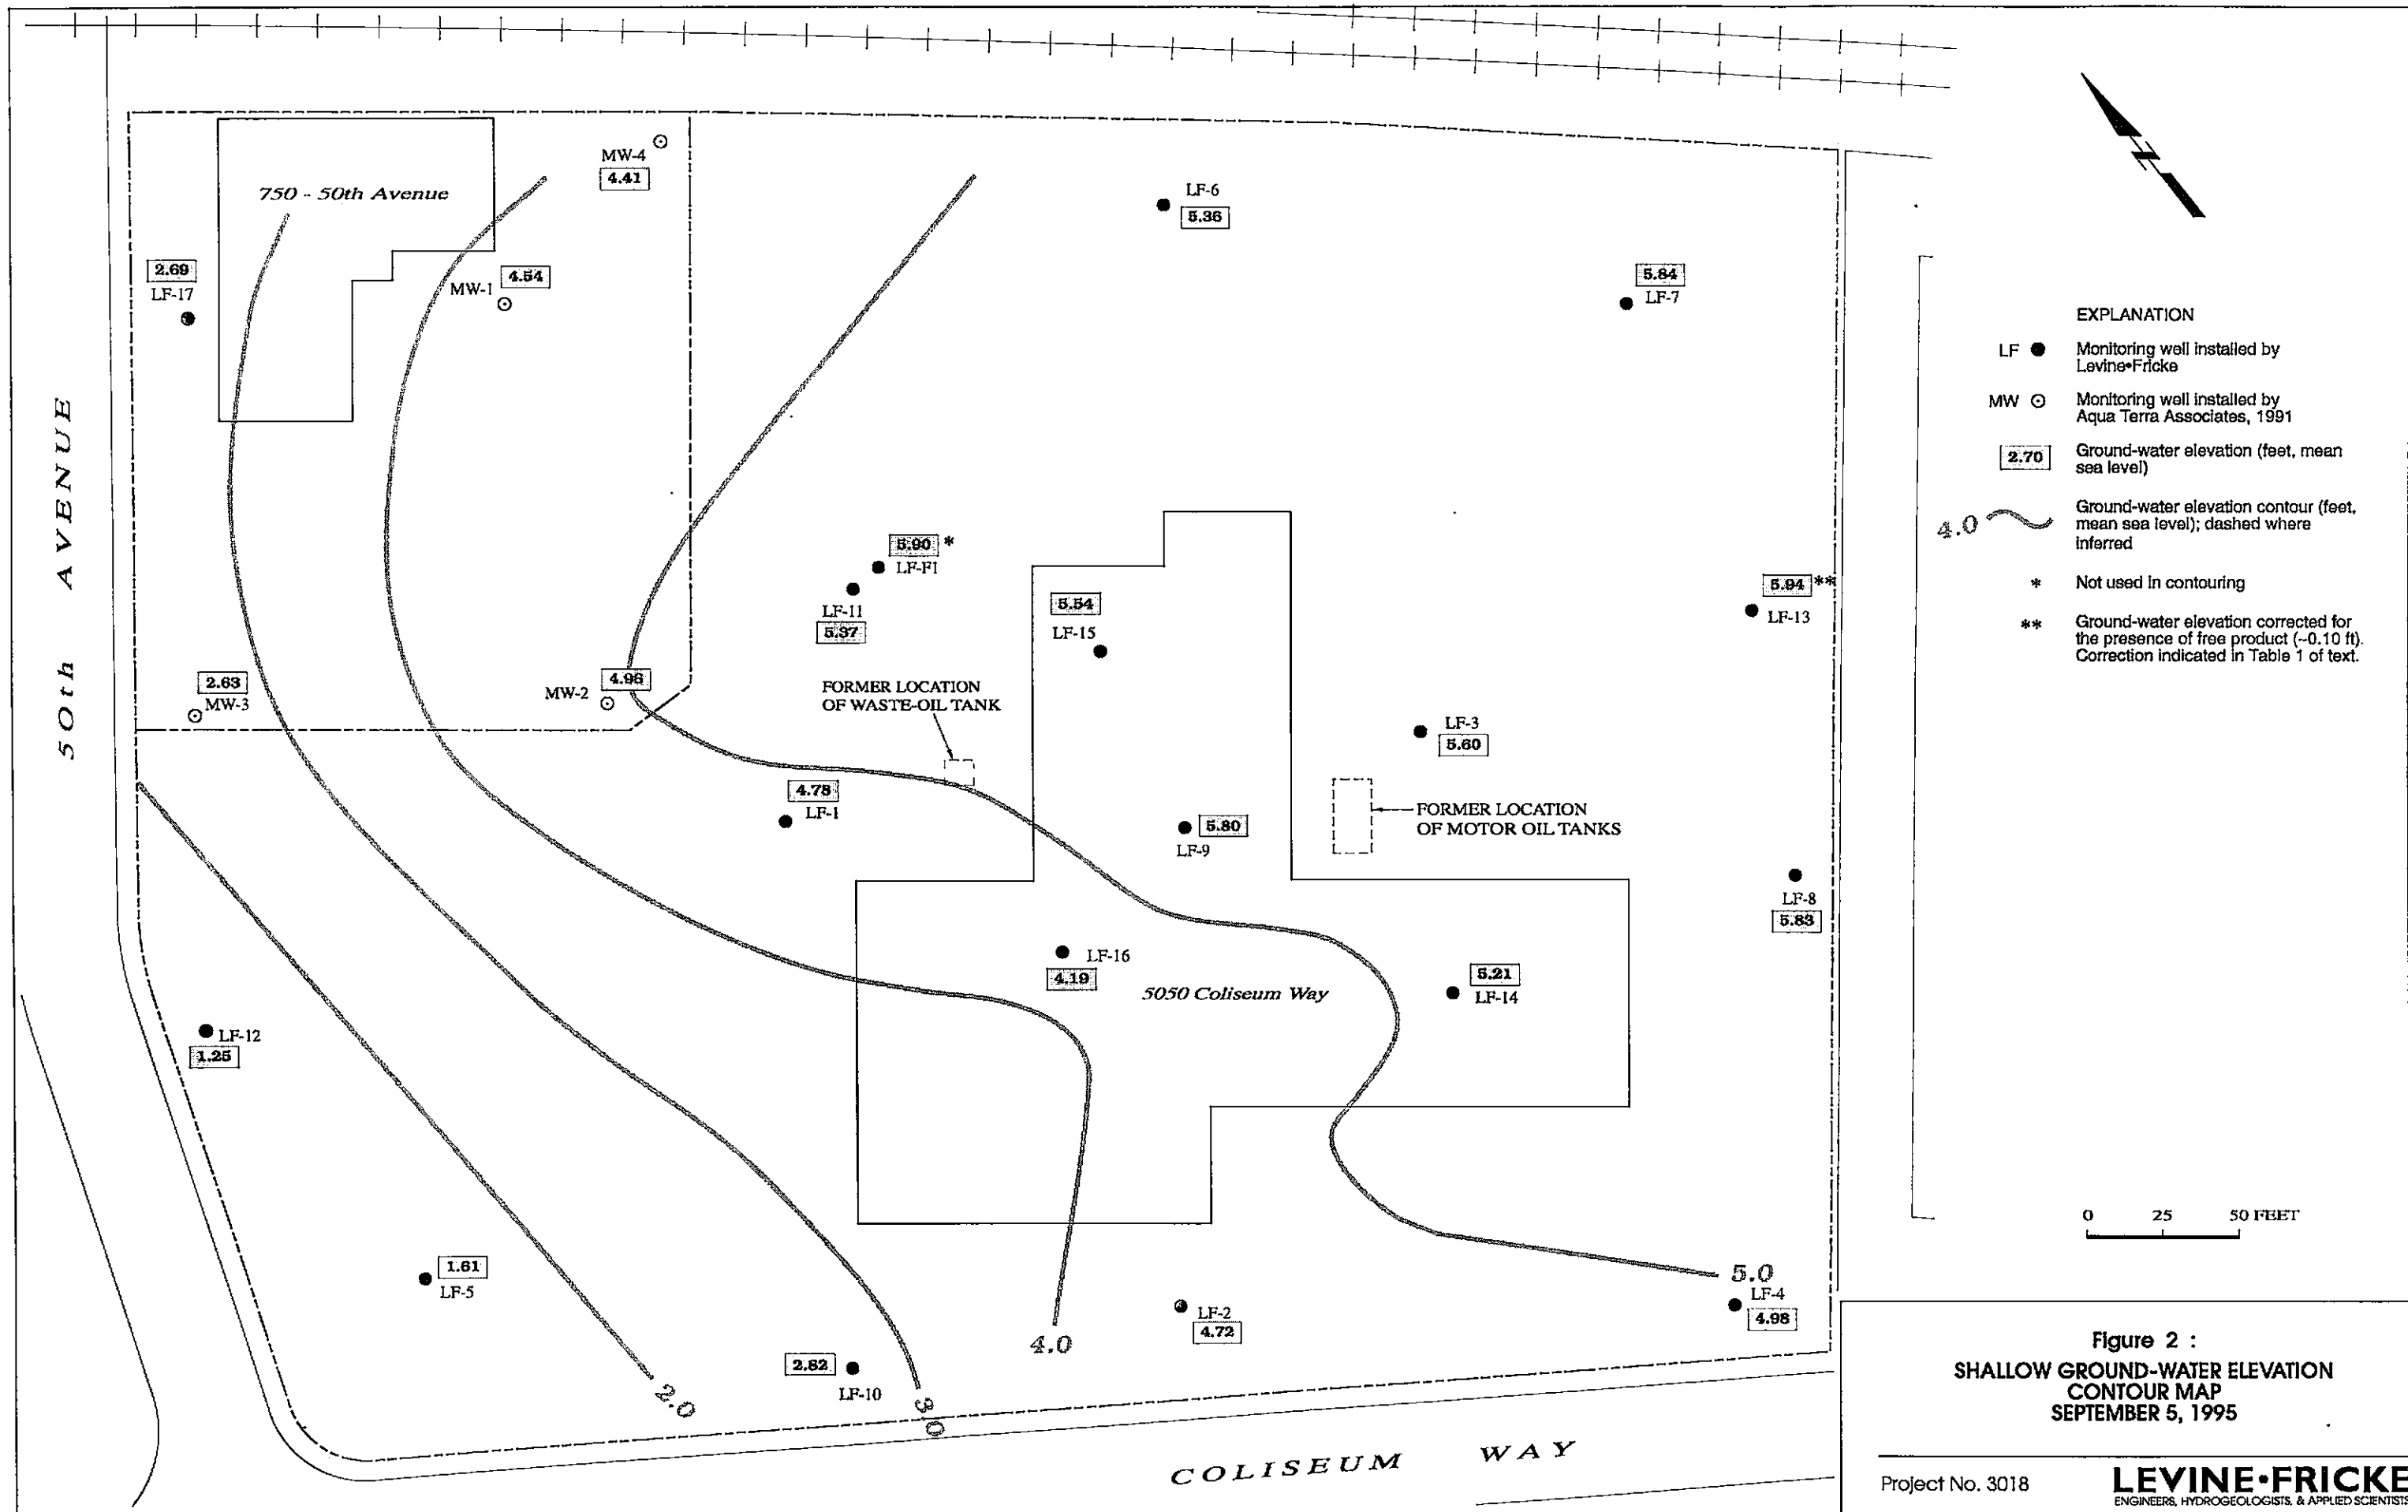 MW-4
4.41
750 - 50th Avenue
LF-6
5.36
2.69
LF-17
MW-1
4.54
5.84
LF-7
EXPLANATION
LF
Monitoring well installed by
Levine•Fricke
MW
Monitoring well installed by
Aqua Terra Associates, 1991
2.70
Ground-water elevation (feet, mean
sea level)
4.0
Ground-water elevation contour (feet,
mean sea level); dashed where
inferred
*
Not used in contouring
**
Ground-water elevation corrected for
the presence of free product (~0.10 ft).
Correction indicated in Table 1 of text.
50th AVENUE
5.90 *
LF-F1
LF-11
5.37
5.54
LF-15
5.94 **
LF-13
2.63
MW-3
MW-2
4.96
FORMER LOCATION
OF WASTE-OIL TANK
LF-3
5.60
4.78
LF-1
5.80
LF-9
FORMER LOCATION
OF MOTOR OIL TANKS
LF-8
5.83
LF-16
4.19
5050 Coliseum Way
5.21
LF-14
LF-12
1.25
1.61
LF-5
0 25 50 FEET
5.0
LF-4
4.98
LF-2
4.72
4.0
2.82
LF-10
2.0
3.0
COLISEUM WAY
Figure 2 :
SHALLOW GROUND-WATER ELEVATION
CONTOUR MAP
SEPTEMBER 5, 1995
Project No. 3018
LEVINE•FRICKE
ENGINEERS, HYDROGEOLOGISTS, & APPLIED SCIENTISTS